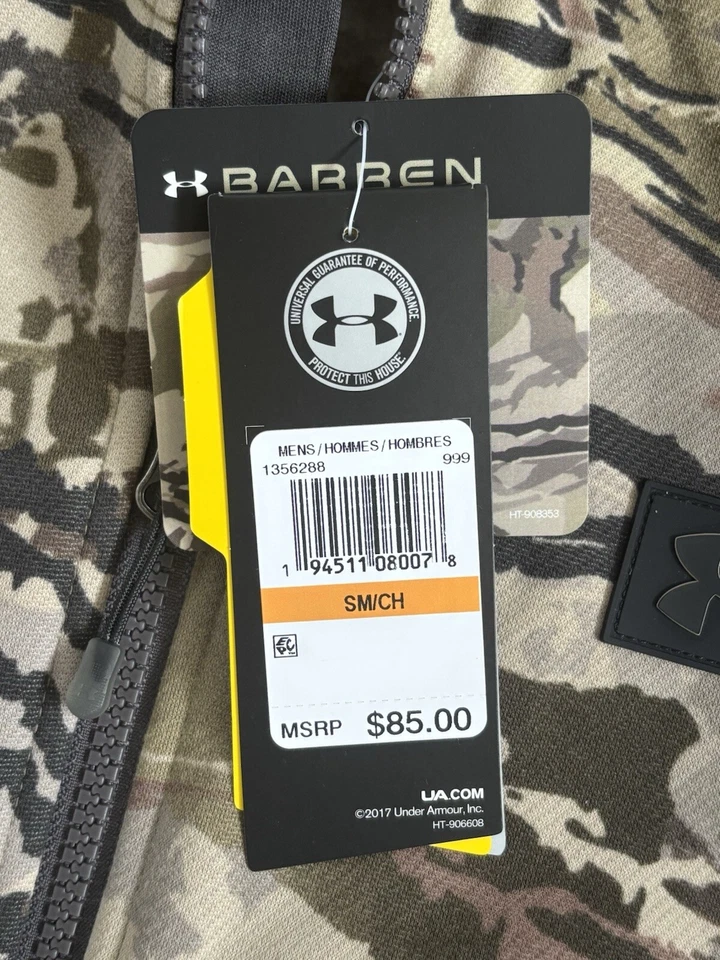 BARREN
UNIVERSAL GUARANTEE OF PERFORMANCE.
PROTECT THIS HOUSE.
MENS/HOMMES/HOMBRES
1356288 999
1 94511 08007 8
SM/CH
EPC
MSRP $85.00
UA.COM
©2017 Under Armour, Inc.
HT-906608
HT-908353